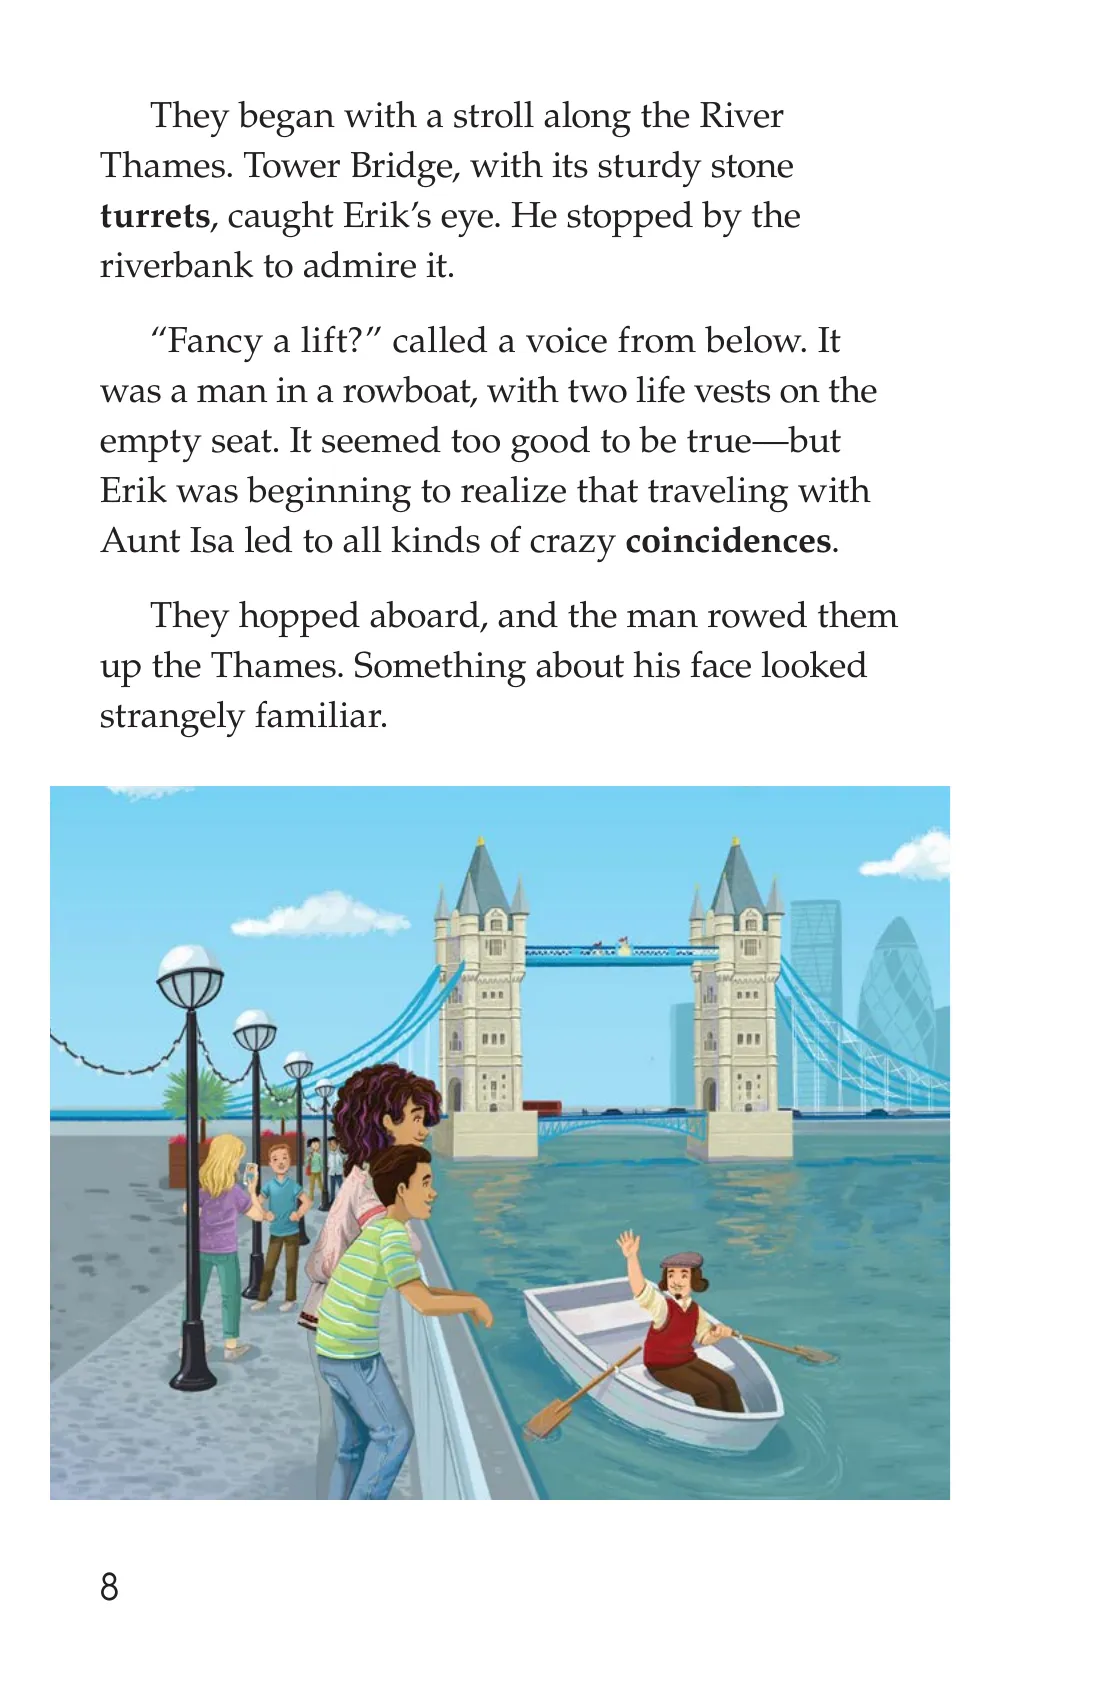 They began with a stroll along the River
Thames. Tower Bridge, with its sturdy stone
turrets, caught Erik’s eye. He stopped by the
riverbank to admire it.
“Fancy a lift?” called a voice from below. It
was a man in a rowboat, with two life vests on the
empty seat. It seemed too good to be true—but
Erik was beginning to realize that traveling with
Aunt Isa led to all kinds of crazy coincidences.
They hopped aboard, and the man rowed them
up the Thames. Something about his face looked
strangely familiar.
8